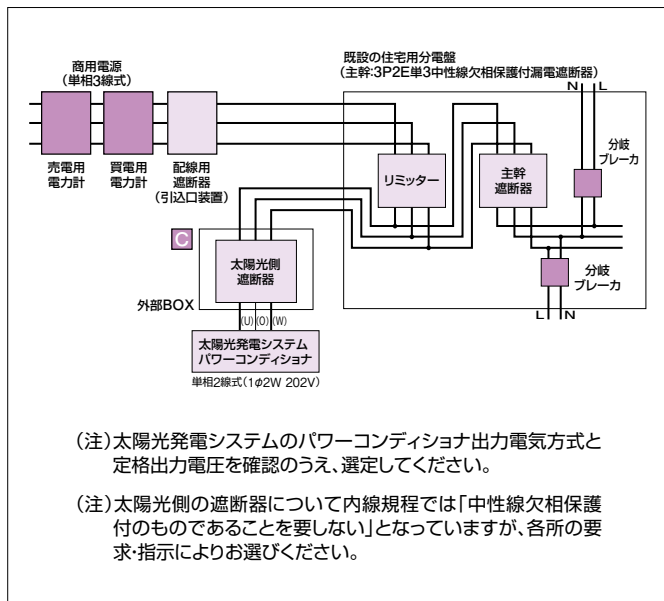 商用電源
(単相3線式)
既設の住宅用分電盤
(主幹:3P2E単3中性線欠相保護付漏電遮断器)
N L
売電用
電力計
買電用
電力計
配線用
遮断器
(引込口装置)
リミッター
主幹
遮断器
分岐
ブレーカ
C
太陽光側
遮断器
外部BOX
分岐
ブレーカ
(U)(O)(W)
L N
太陽光発電システム
パワーコンディショナ
単相2線式(1φ2W 202V)
(注)太陽光発電システムのパワーコンディショナ出力電気方式と
定格出力電圧を確認のうえ、選定してください。
(注)太陽光側の遮断器について内線規程では「中性線欠相保護
付のものであることを要しない」となっていますが、各所の要
求・指示によりお選びください。